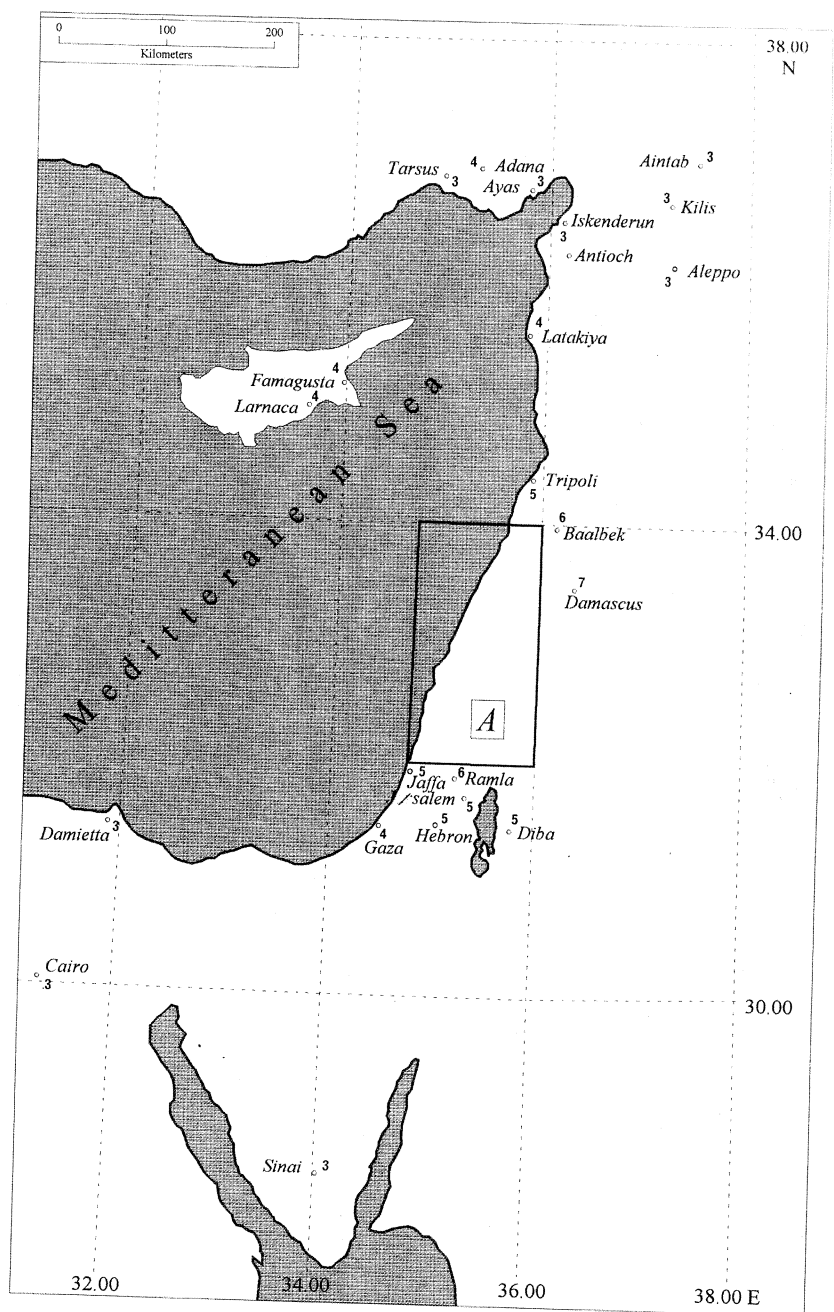 0 100 200
Kilometers
38.00
N
Tarsus 3
4 Adana
Ayas 3
Aintab 3
3 Kilis
Iskenderun
3
Antioch
Aleppo
3
4
Latakiya
Famagusta 4
Larnaca 4
Meditteranean Sea
Tripoli
5
6
Baalbek
34.00
7
Damascus
A
5
Jaffa
6 Ramla
J'salem 5
Damietta 3
4
Gaza
5
Hebron
5
Diba
Cairo
3
30.00
Sinai 3
32.00 34.00 36.00 38.00 E